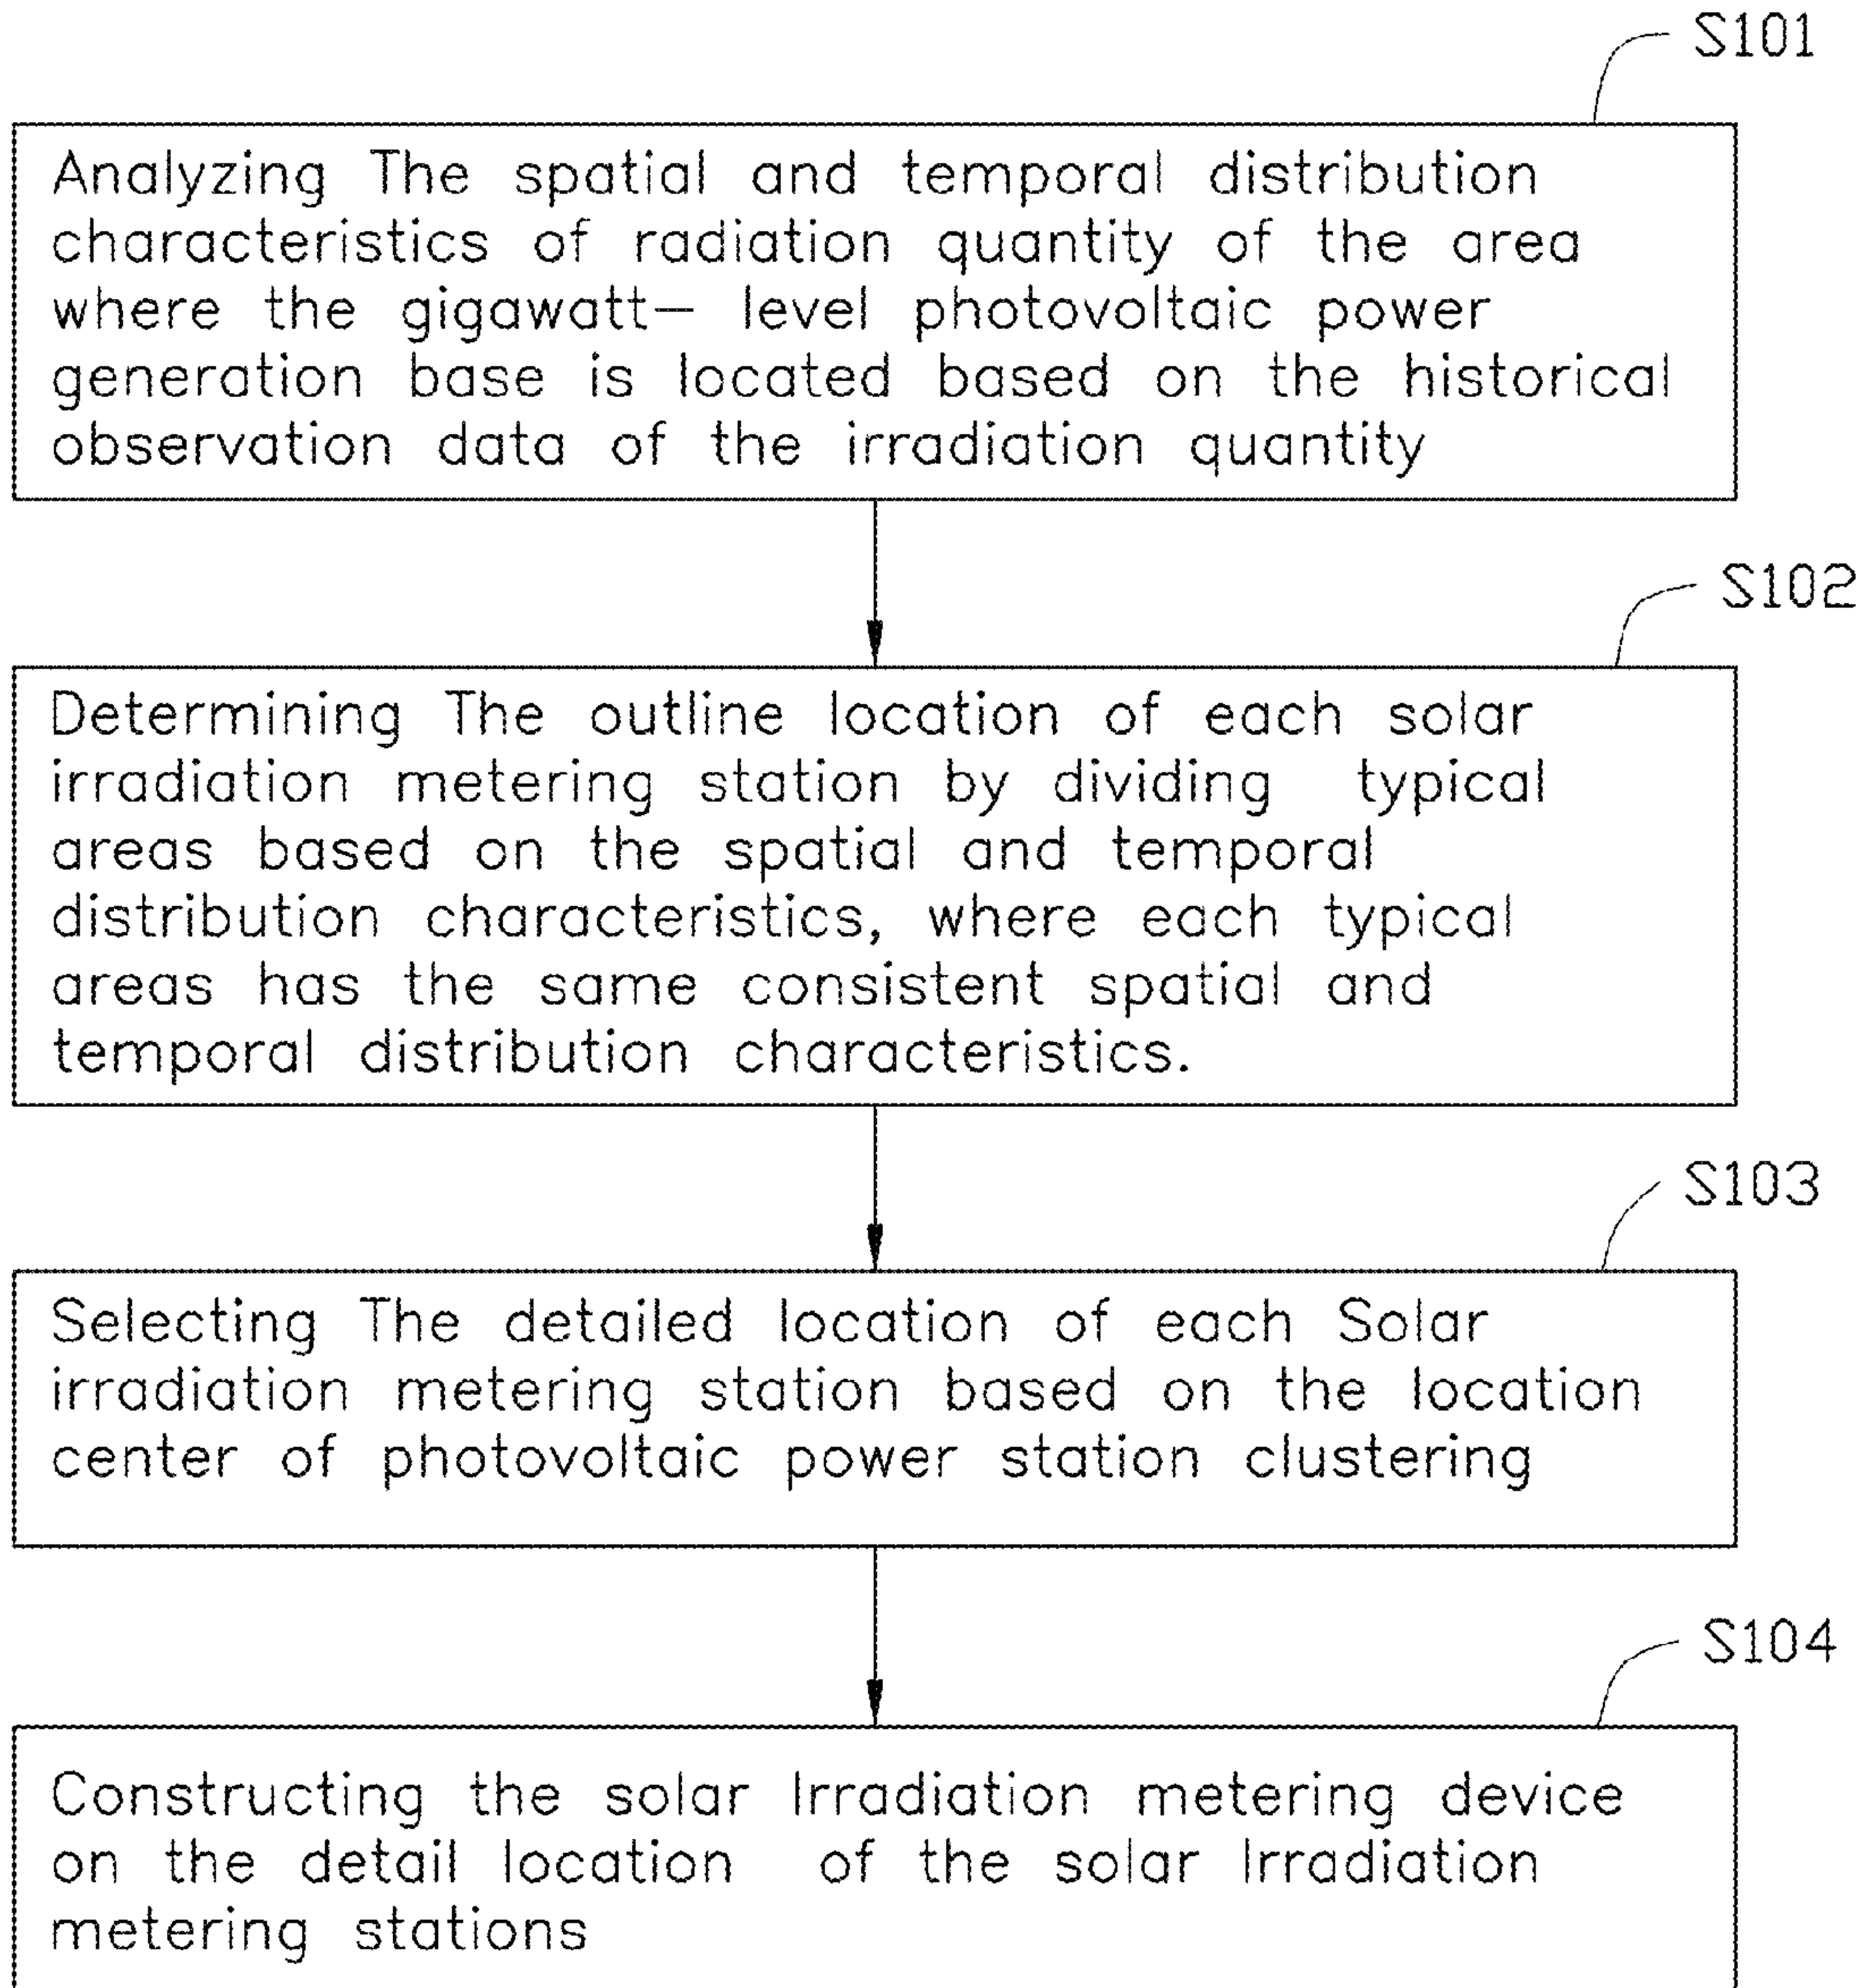 S101
Analyzing The spatial and temporal distribution
characteristics of radiation quantity of the area
where the gigawatt– level photovoltaic power
generation base is located based on the historical
observation data of the irradiation quantity
S102
Determining The outline location of each solar
irradiation metering station by dividing typical
areas based on the spatial and temporal
distribution characteristics, where each typical
areas has the same consistent spatial and
temporal distribution characteristics.
S103
Selecting The detailed location of each Solar
irradiation metering station based on the location
center of photovoltaic power station clustering
S104
Constructing the solar Irradiation metering device
on the detail location of the solar Irradiation
metering stations